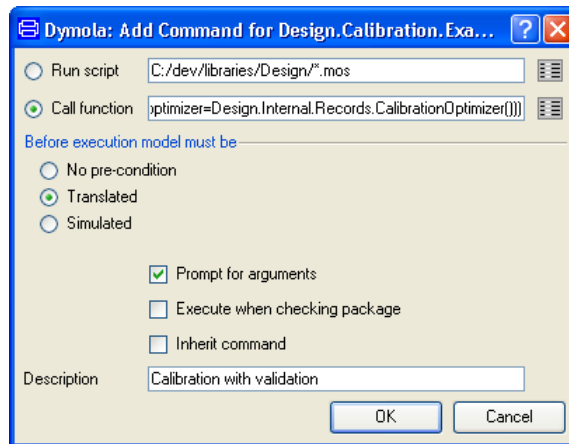 Dymola: Add Command for Design.Calibration.Exa...
Run script C:/dev/libraries/Design/*.mos
Call function optimizer=Design.Internal.Records.CalibrationOptimizer()))
Before execution model must be
No pre-condition
Translated
Simulated
Prompt for arguments
Execute when checking package
Inherit command
Description Calibration with validation
OK Cancel